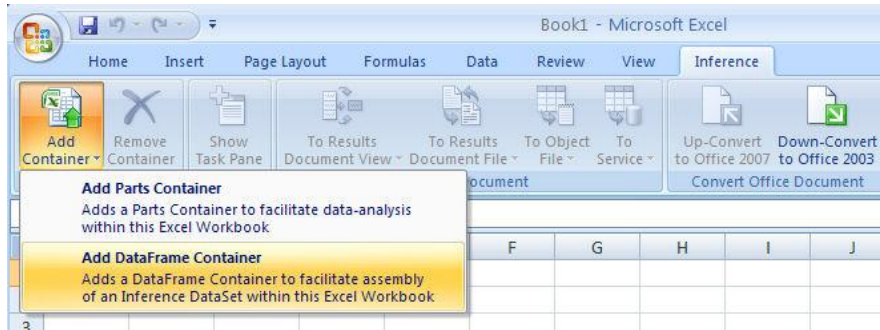 Book1 - Microsoft Excel
Home Insert Page Layout Formulas Data Review View Inference
Add Remove Show To Results To Results To Object To Up-Convert Down-Convert
Container Container Task Pane Document View Document File File Service to Office 2007 to Office 2003
ocument Convert Office Document
Add Parts Container
Adds a Parts Container to facilitate data-analysis
within this Excel Workbook
Add DataFrame Container
Adds a DataFrame Container to facilitate assembly
of an Inference DataSet within this Excel Workbook
F G H I J
3